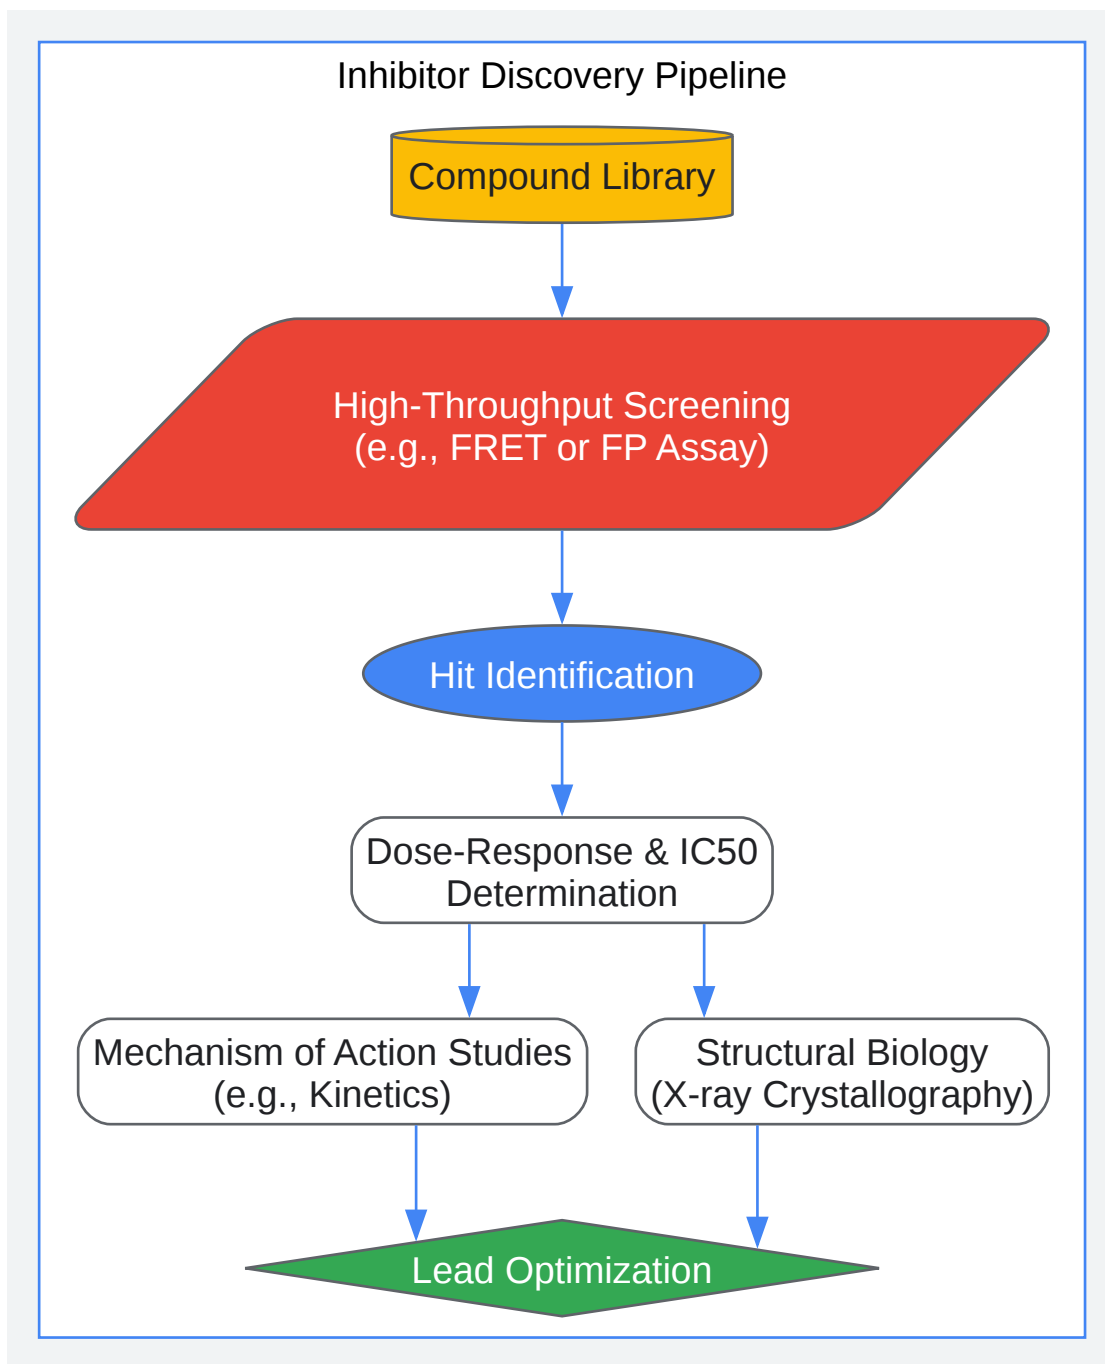 Inhibitor Discovery Pipeline
Compound Library
High-Throughput Screening
(e.g., FRET or FP Assay)
Hit Identification
Dose-Response & IC50
Determination
Mechanism of Action Studies
(e.g., Kinetics)
Structural Biology
(X-ray Crystallography)
Lead Optimization